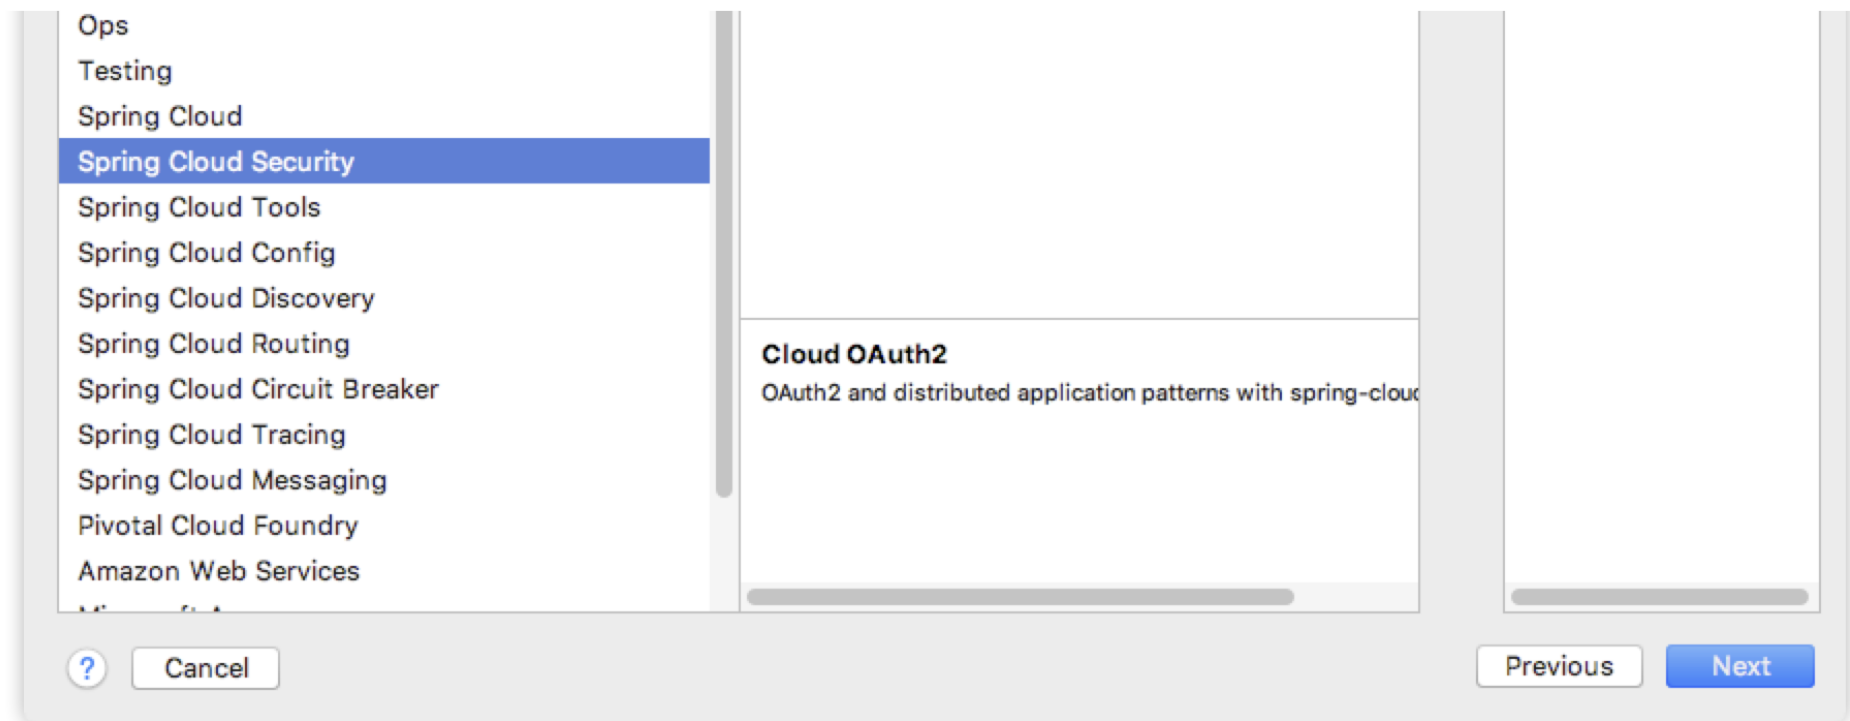 Ops
Testing
Spring Cloud
Spring Cloud Security
Spring Cloud Tools
Spring Cloud Config
Spring Cloud Discovery
Spring Cloud Routing
Spring Cloud Circuit Breaker
Spring Cloud Tracing
Spring Cloud Messaging
Pivotal Cloud Foundry
Amazon Web Services
Cloud OAuth2
OAuth2 and distributed application patterns with spring-cloud
? Cancel
Previous Next